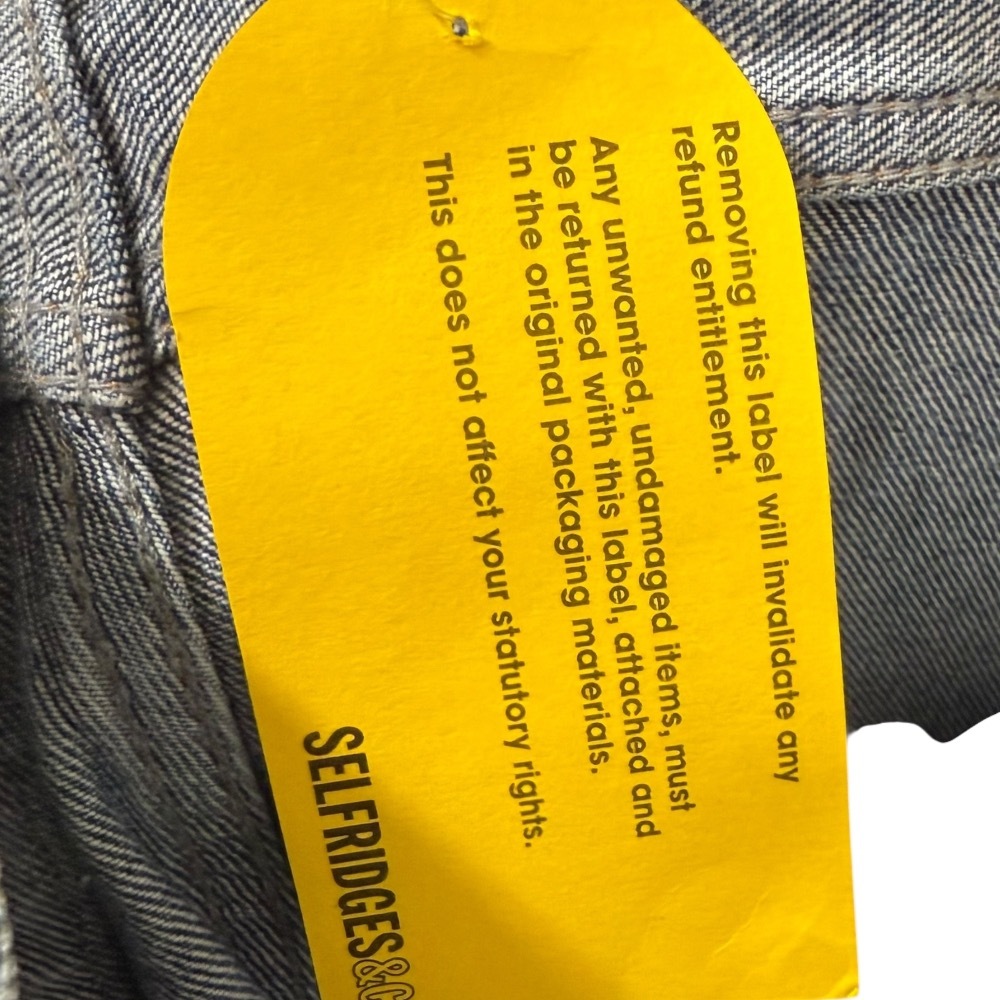 Removing this label will invalidate any
refund entitlement.
Any unwanted, undamaged items, must
be returned with this label, attached and
in the original packaging materials.
This does not affect your statutory rights.
SELFRIDGES&C